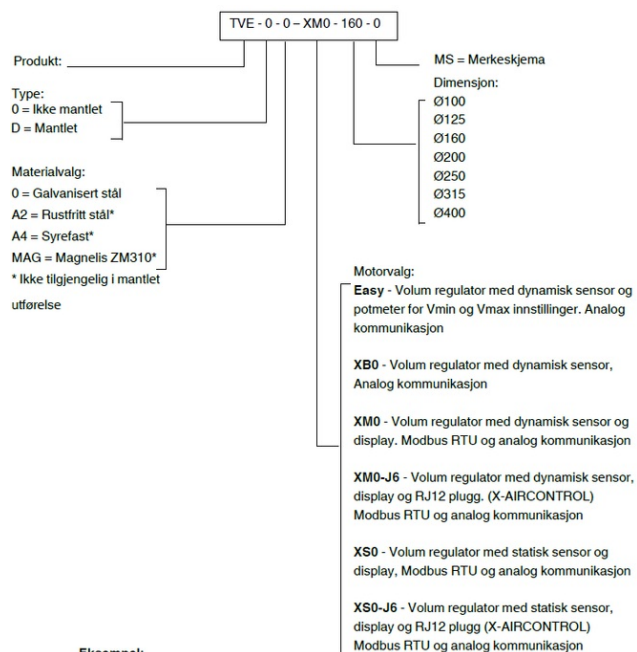 TVE - 0 - 0 – XM0 - 160 - 0
Produkt:
Type:
0 = Ikke mantlet
D = Mantlet
Materialvalg:
0 = Galvanisert stål
A2 = Rustfritt stål*
A4 = Syrefast*
MAG = Magnelis ZM310*
* Ikke tilgjengelig i mantlet
utførelse
MS = Merkeskjema
Dimensjon:
Ø100
Ø125
Ø160
Ø200
Ø250
Ø315
Ø400
Motorvalg:
Easy - Volum regulator med dynamisk sensor og
potmeter for Vmin og Vmax innstillinger. Analog
kommunikasjon
XB0 - Volum regulator med dynamisk sensor,
Analog kommunikasjon
XM0 - Volum regulator med dynamisk sensor og
display. Modbus RTU og analog kommunikasjon
XM0-J6 - Volum regulator med dynamisk sensor,
display og RJ12 plugg. (X-AIRCONTROL)
Modbus RTU og analog kommunikasjon
XS0 - Volum regulator med statisk sensor og
display, Modbus RTU og analog kommunikasjon
XS0-J6 - Volum regulator med statisk sensor,
display og RJ12 plugg (X-AIRCONTROL)
Modbus RTU og analog kommunikasjon